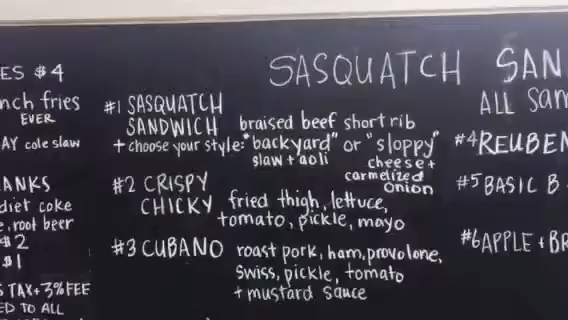 ES $4
nch fries
EVER
AY cole slaw
ANKS
diet coke
e, root beer
$2
$1
S TAX + 3% FEE
ED TO ALL
SASQUATCH SAN
ALL Sam
#1 SASQUATCH
SANDWICH braised beef short rib
+ choose your style: "backyard" or "sloppy"
slaw + aoli
cheese +
carmelized
onion
#2 CRISPY
CHICKY fried thigh, lettuce,
tomato, pickle, mayo
#3 CUBANO roast pork, ham, provolone,
swiss, pickle, tomato
+ mustard sauce
#4 REUBEN
#5 BASIC B
#6 APPLE + BR